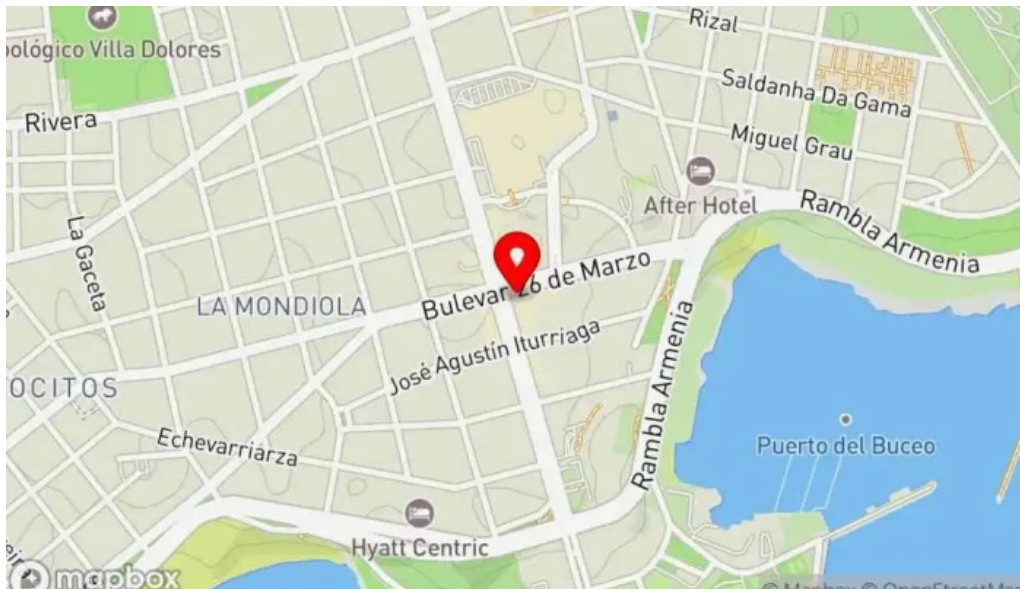 Rizal
oológico Villa Dolores
Saldanha Da Gama
Rivera
Miguel Grau
After Hotel
Rambla Armenia
La Gaceta
Bulevar 26 de Marzo
LA MONDIOLA
José Agustín Iturriaga
Rambla Armenia
OCITOS
Echevarriarza
Puerto del Buceo
Hyatt Centric
mapbox
© Mapbox © OpenStreetMap